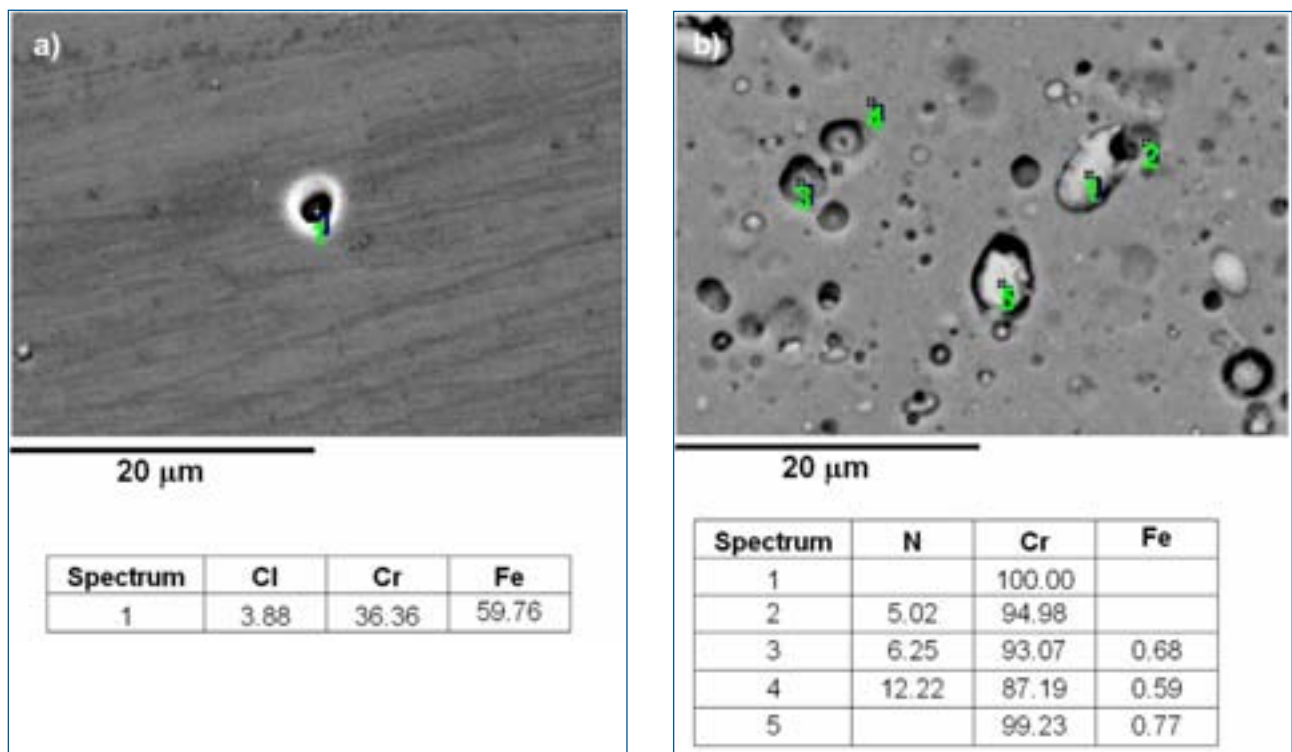 a)
1
20 μm
Spectrum Cl Cr Fe
1 3.88 36.36 59.76
b)
2
1
3
20 μm
Spectrum N Cr Fe
1 100.00
2 5.02 94.98
3 6.25 93.07 0.68
4 12.22 87.19 0.59
5 99.23 0.77